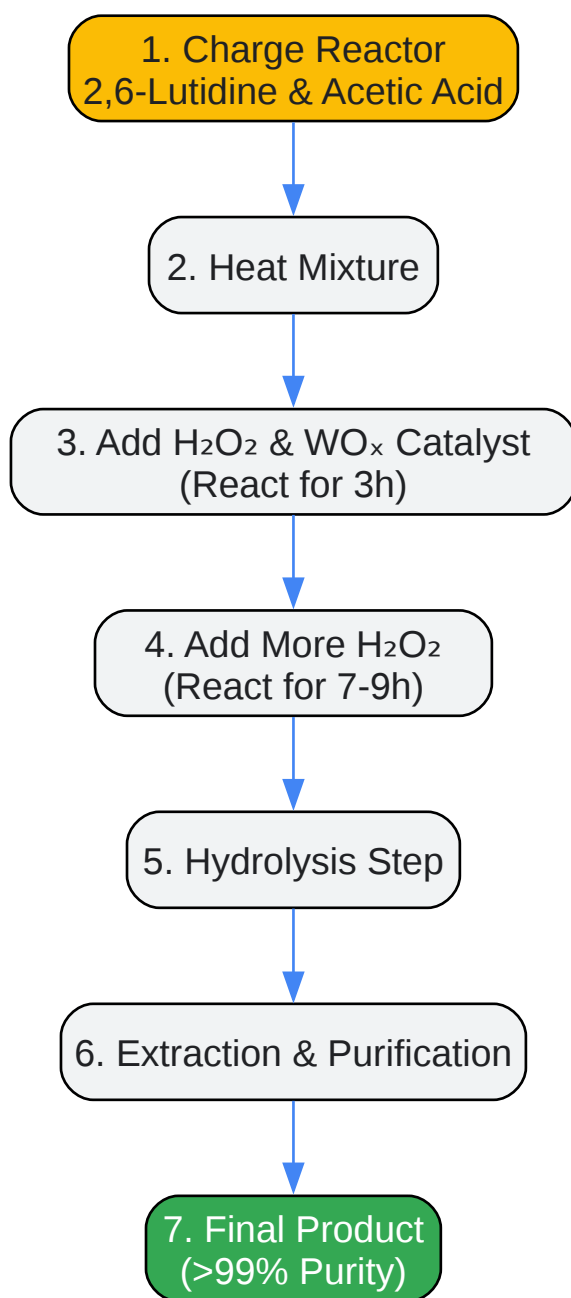 1. Charge Reactor
2,6-Lutidine & Acetic Acid
2. Heat Mixture
3. Add H₂O₂ & WOₓ Catalyst
(React for 3h)
4. Add More H₂O₂
(React for 7-9h)
5. Hydrolysis Step
6. Extraction & Purification
7. Final Product
(>99% Purity)